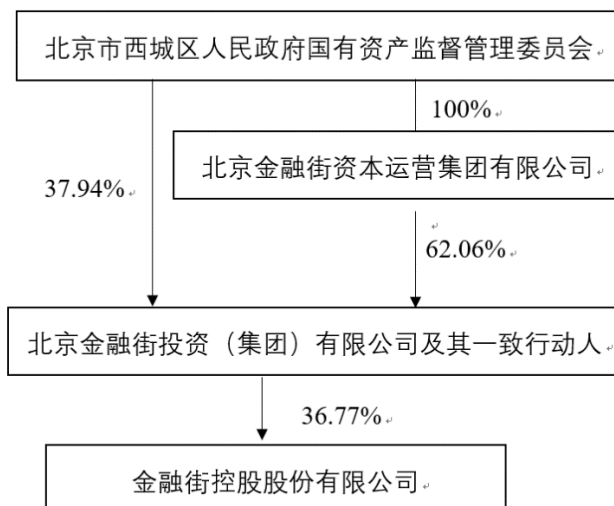 北京市西城区人民政府国有资产监督管理委员会
100%
北京金融街资本运营集团有限公司
37.94%
62.06%
北京金融街投资（集团）有限公司及其一致行动人
36.77%
金融街控股股份有限公司